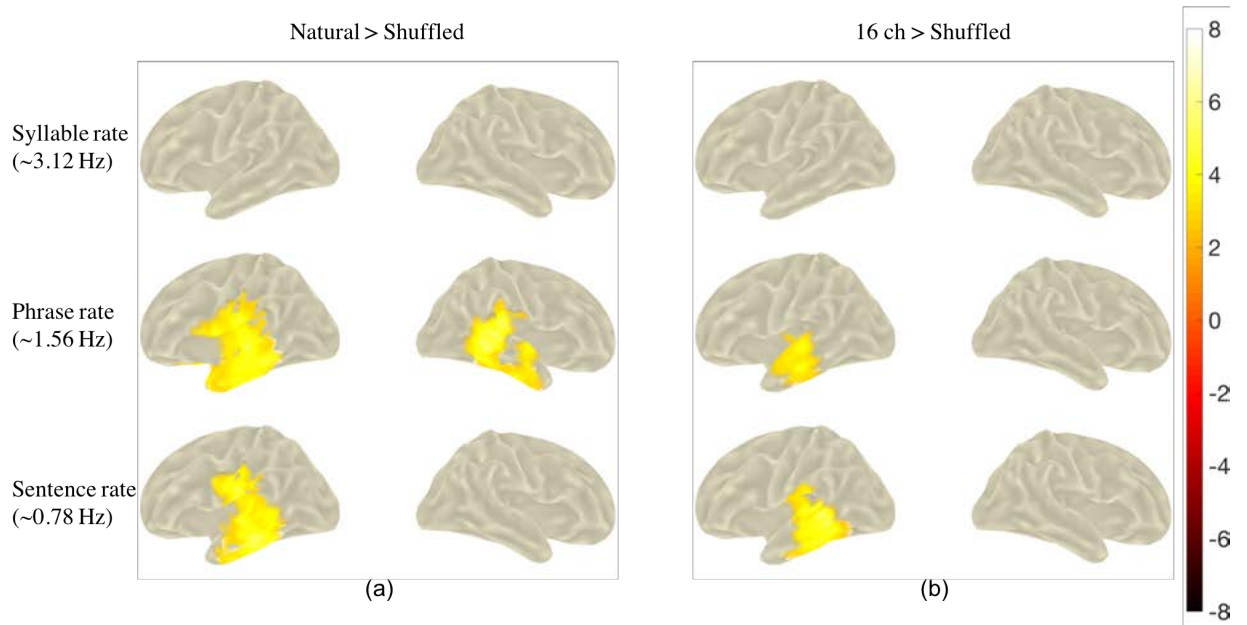 Natural > Shuffled
16 ch > Shuffled
Syllable rate
(~3.12 Hz)
Phrase rate
(~1.56 Hz)
Sentence rate
(~0.78 Hz)
(a)
(b)
8
6
4
2
0
-2
-4
-6
-8